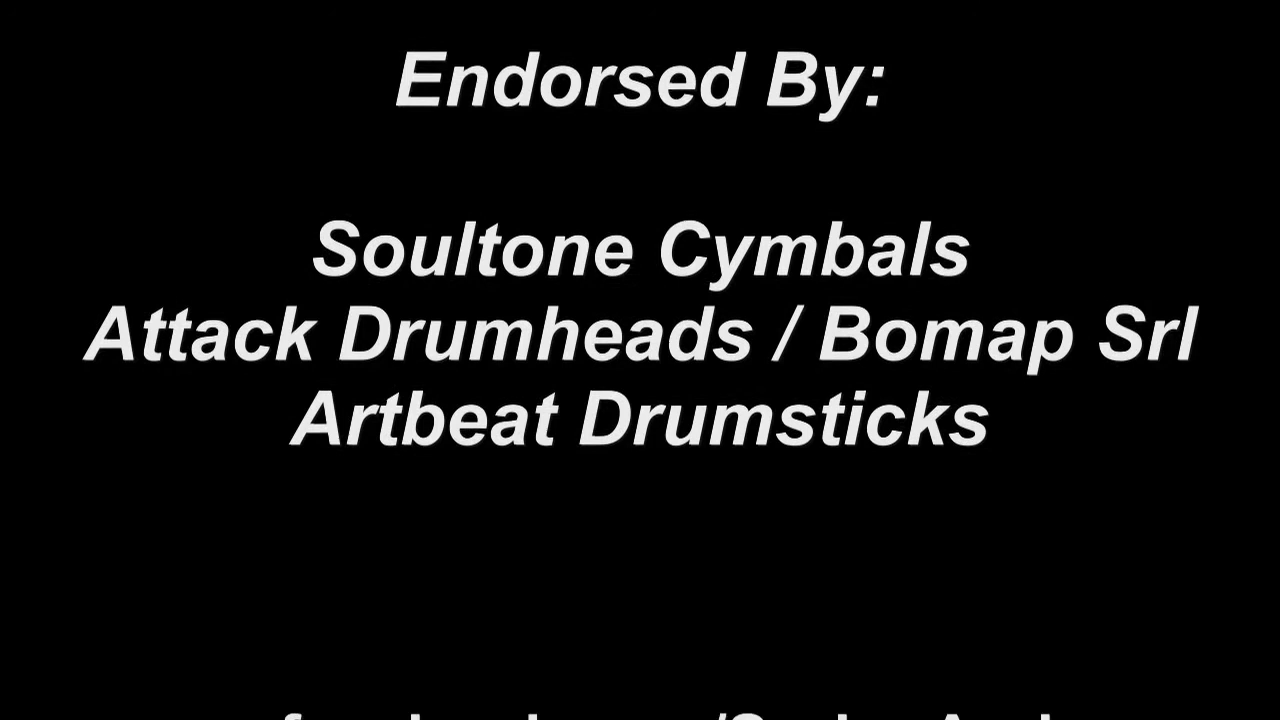 Endorsed By:
Soultone Cymbals
Attack Drumheads / Bomap Srl
Artbeat Drumsticks